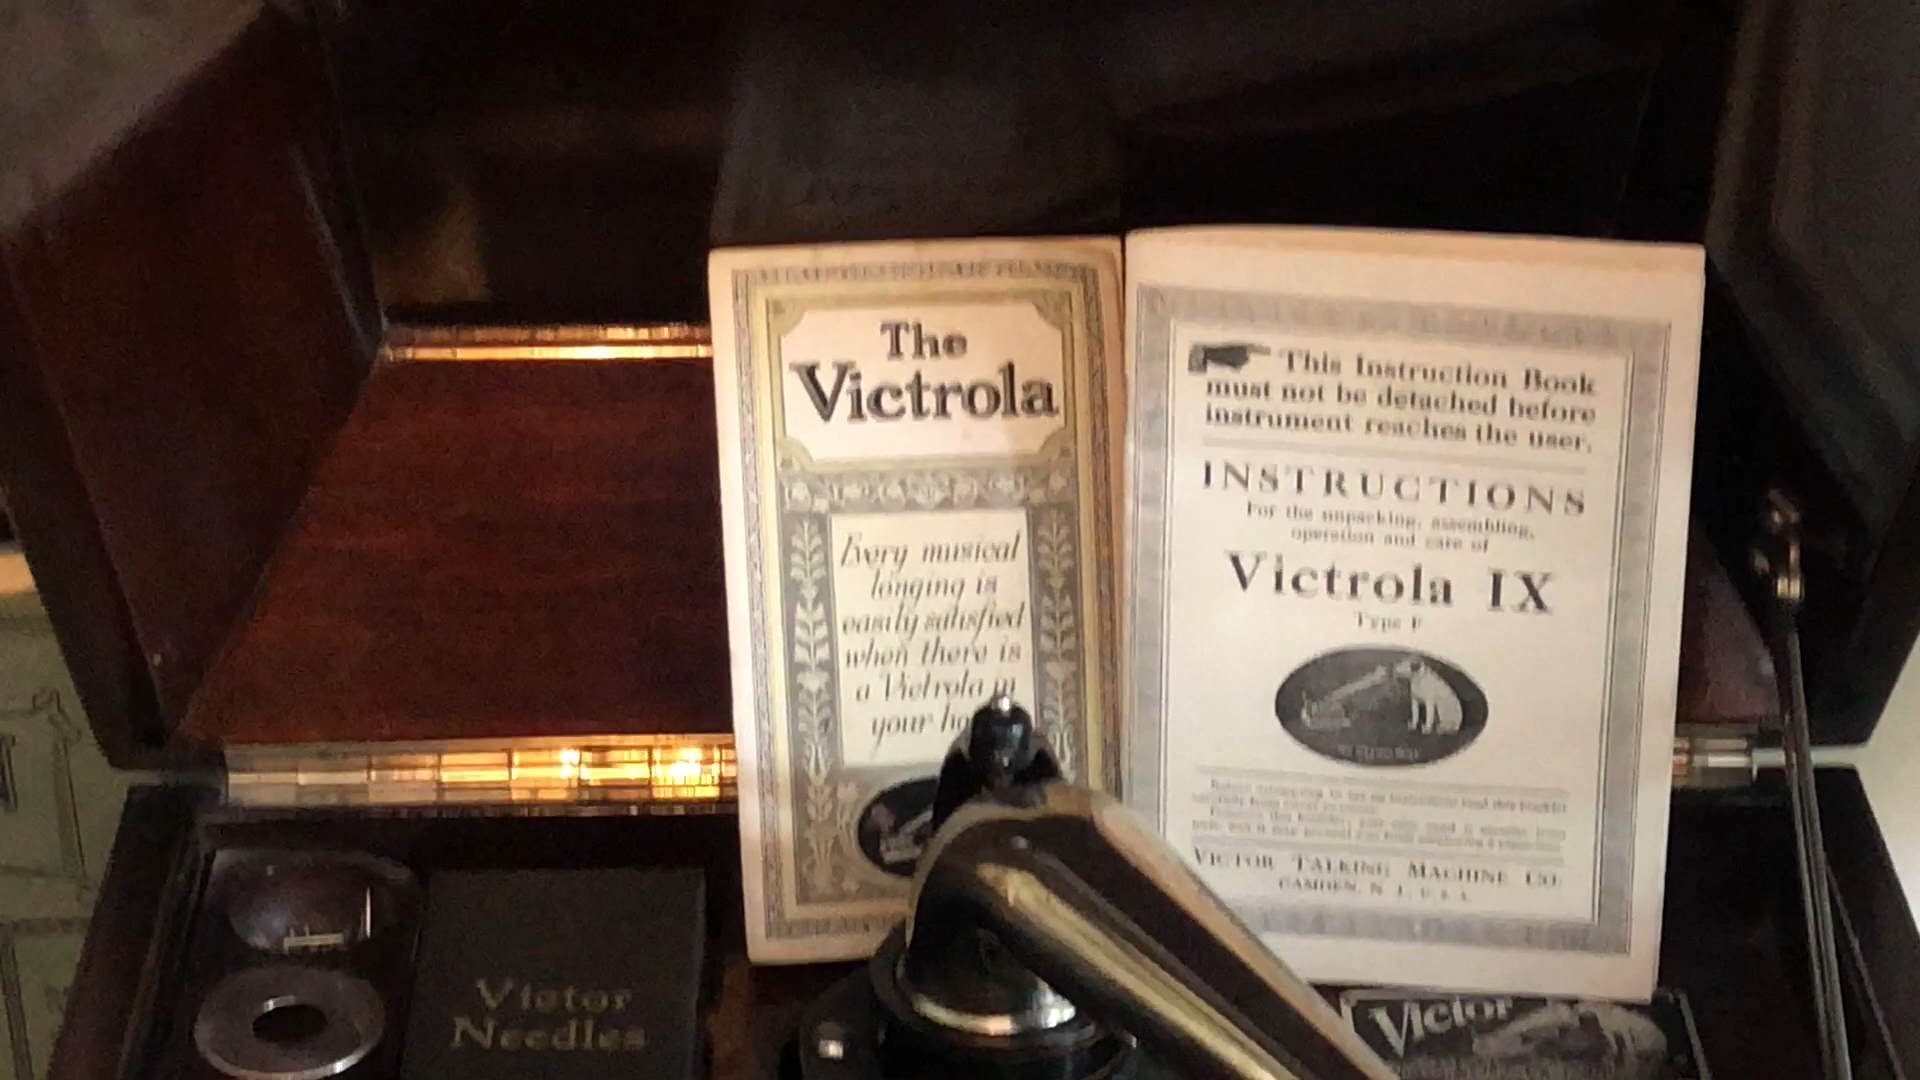 The
Victrola
Every musical
longing is
easily satisfied
when there is
a Victrola in
your
This Instruction Book
must not be detached before
instrument reaches the user.
INSTRUCTIONS
For the unpacking, assembling,
operation and care of
Victrola IX
Type
VICTOR TALKING MACHINE CO.
CAMDEN, N. J., U. S. A.
Victor
Needles
Victor